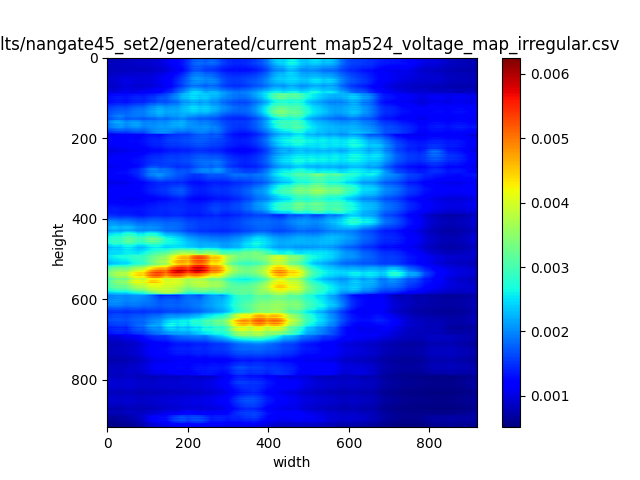 lts/nangate45_set2/generated/current_map524_voltage_map_irregular.csv
0
200
400
600
800
height
0 200 400 600 800
width
0.006
0.005
0.004
0.003
0.002
0.001